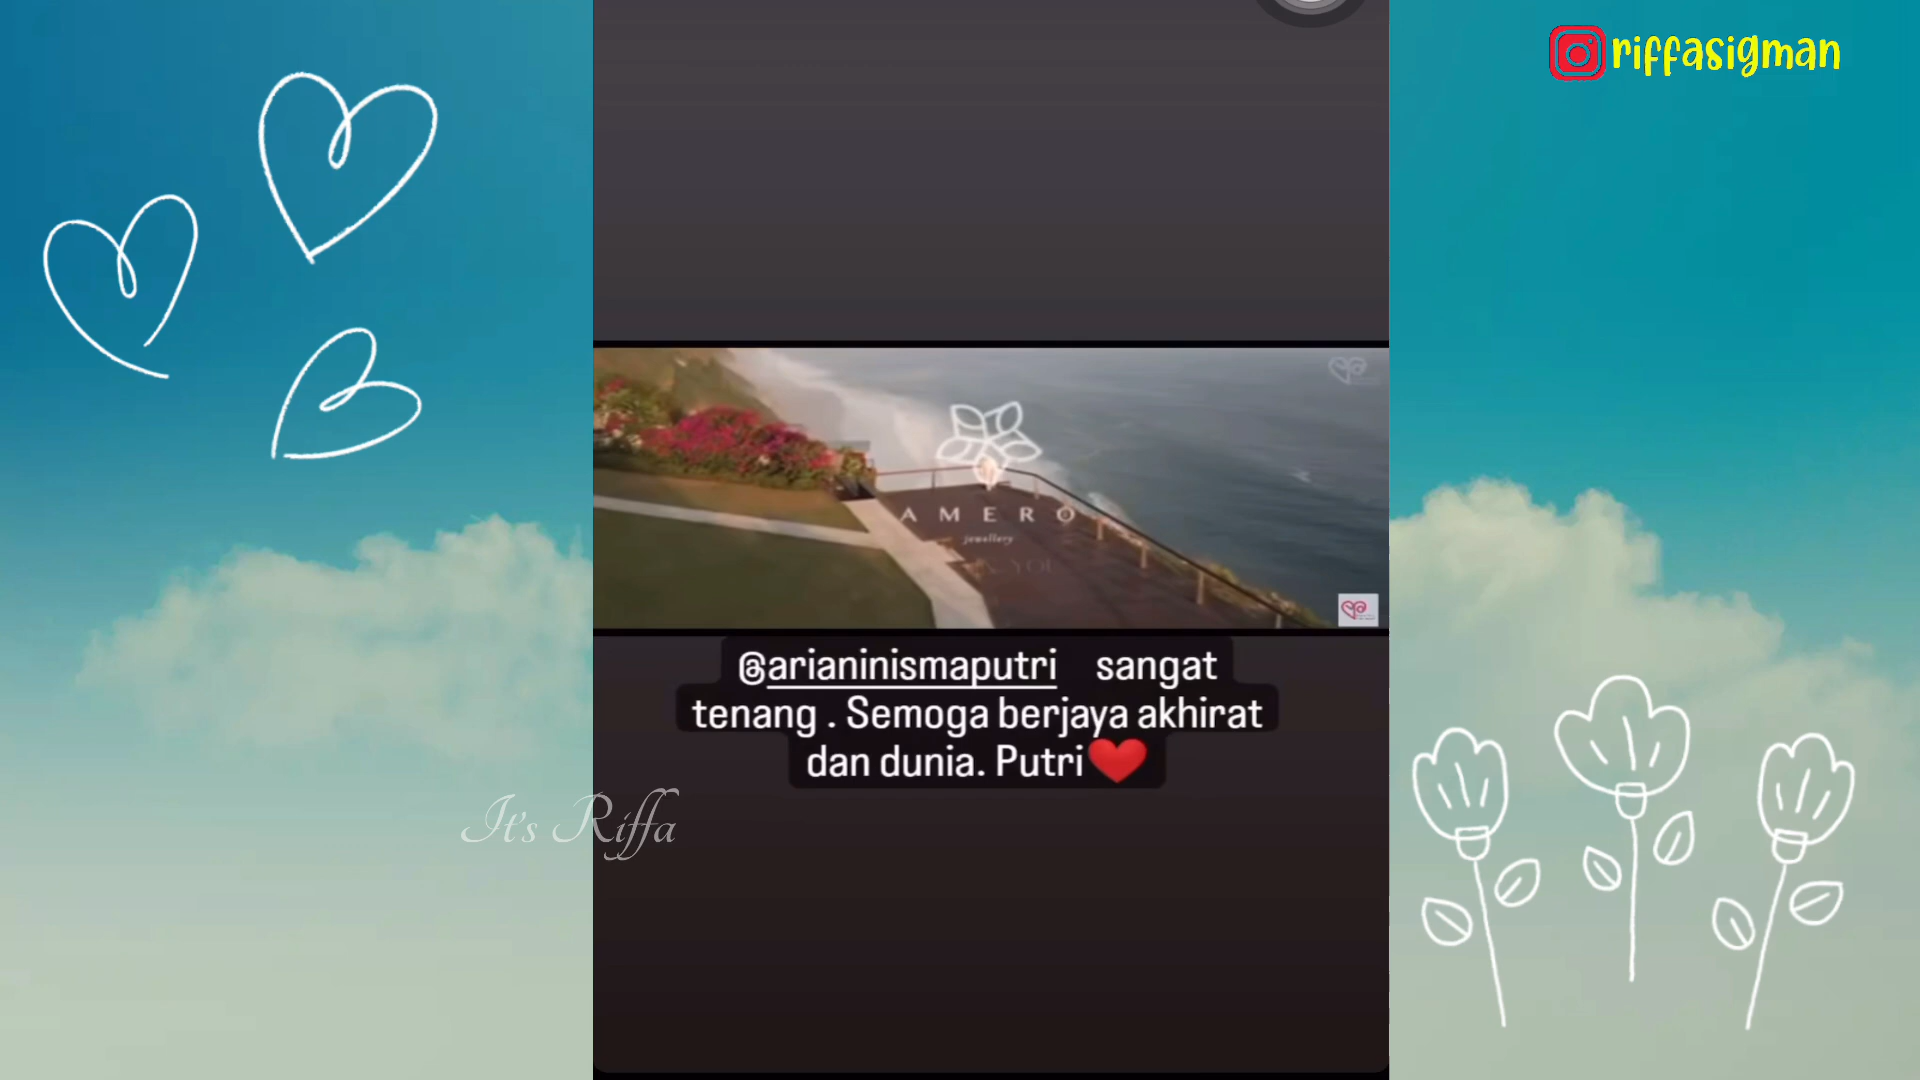 riffasigman
AMERO
jewellery
@arianinismaputri sangat
tenang . Semoga berjaya akhirat
dan dunia. Putri❤️
It's Riffa